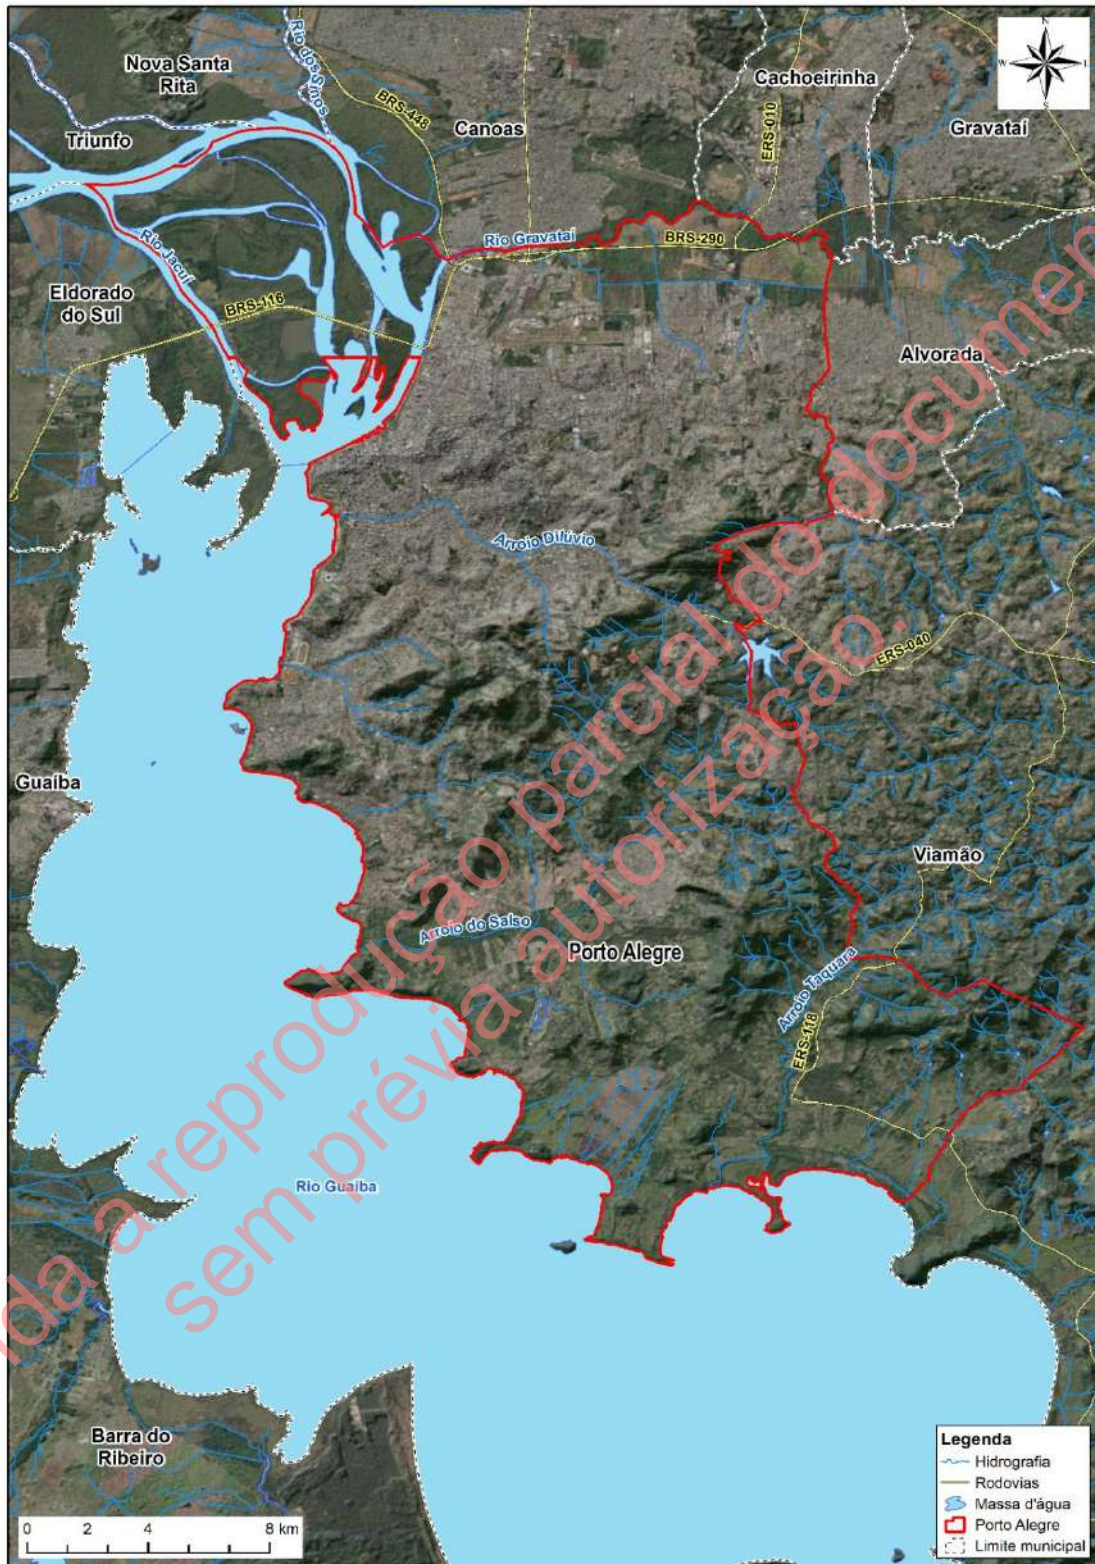 N
W
S
Nova Santa
Rita
Rio dos Sinos
BRS-448
Canoas
Cachoeirinha
ERS-010
Gravataí
Triunfo
Rio Gravataí
BRS-290
Rio Jacuí
Eldorado
do Sul
BRS-116
Alvorada
Arroio Dilúvio
ERS-040
Guaíba
Viamão
Arroio do Salso
Porto Alegre
Arroio Taquara
ERS-118
Rio Guaíba
Barra do
Ribeiro
0 2 4 8 km
Legenda
Hidrografia
Rodovias
Massa d'água
Porto Alegre
Limite municipal
da a reprodução parcial do documen
sem prévia autorização.